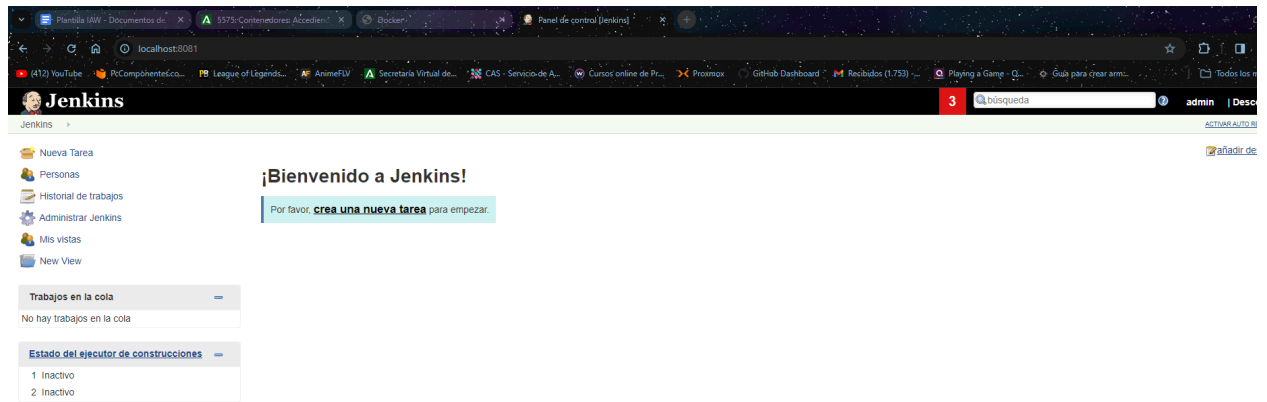 Plantilla IAW - Documentos de
5575: Contenedores: Acceder
Docker
Panel de control [Jenkins]
localhost:8081
(412) YouTube
PcComponentes.co...
League of Legends...
AnimeFLV
Secretaría Virtual de...
CAS - Servicio de A...
Cursos online de Pr...
Proxmox
GitHub Dashboard
Recibidos (1.753) -...
Playing a Game - Q...
Guía para crear arm...
Todos los m
Jenkins
3
búsqueda
admin
| Desco
Jenkins
ACTIVAR AUTO RE
Nueva Tarea
Personas
Historial de trabajos
Administrar Jenkins
Mis vistas
New View
añadir de
¡Bienvenido a Jenkins!
Por favor, crea una nueva tarea para empezar.
Trabajos en la cola
No hay trabajos en la cola
Estado del ejecutor de construcciones
1 Inactivo
2 Inactivo